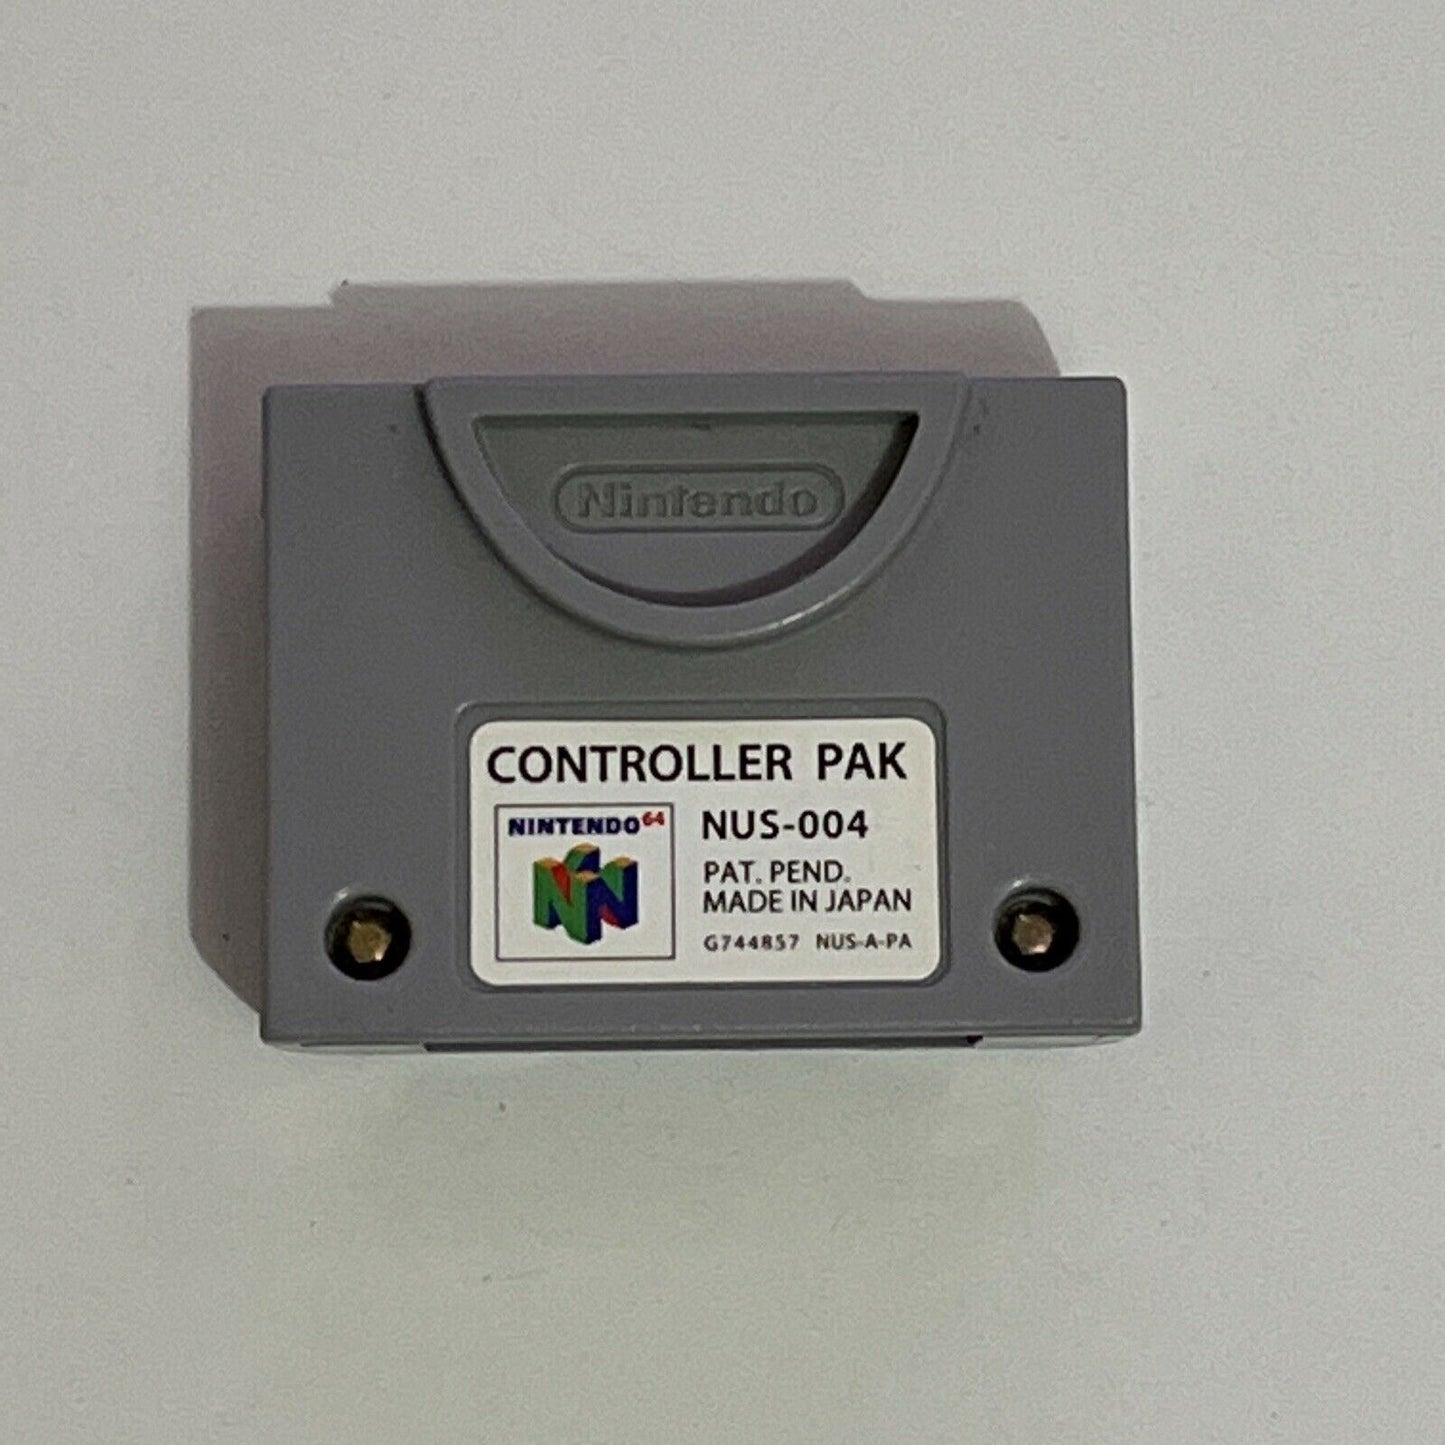 Nintendo
CONTROLLER PAK
NINTENDO64
NUS-004
PAT. PEND.
MADE IN JAPAN
G744857 NUS-A-PA